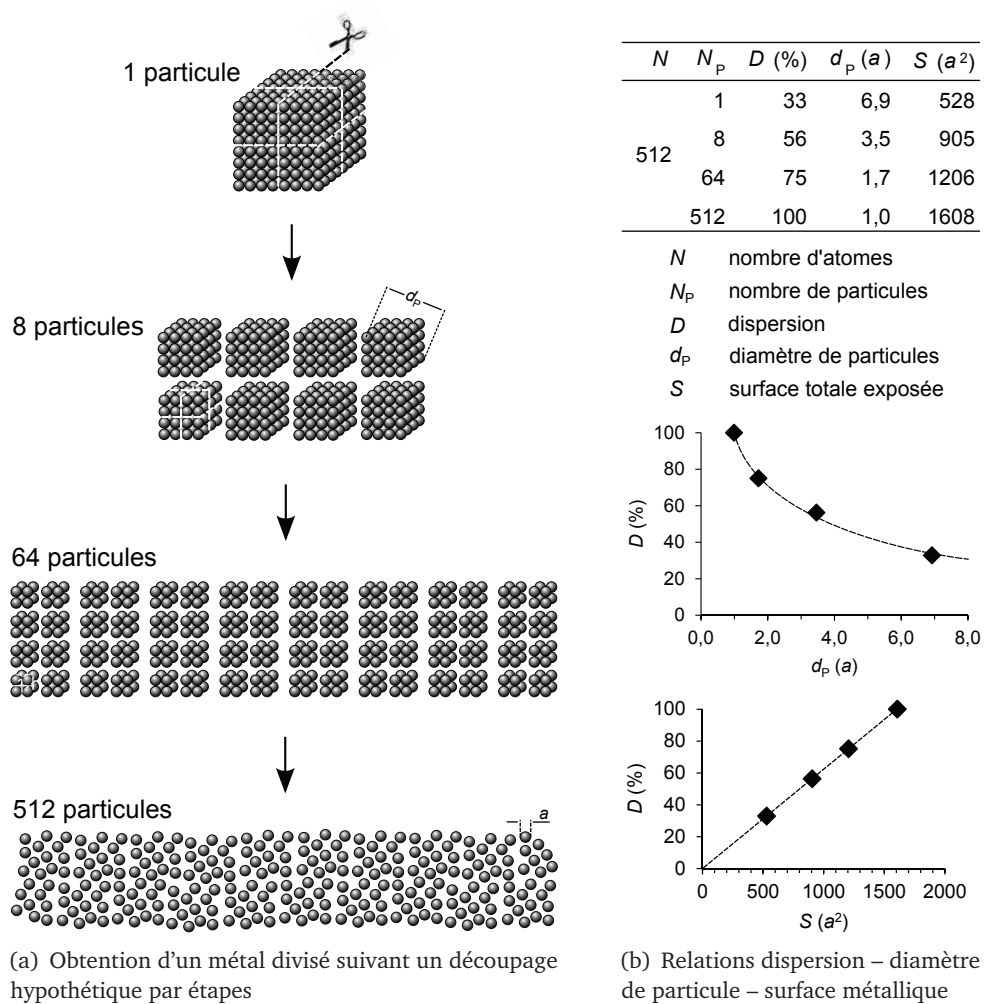 1 particule
8 particules
d_P
64 particules
512 particules
a
(a) Obtention d'un métal divisé suivant un découpage
hypothétique par étapes
N N_P D (%) d_P (a) S (a²)
1 33 6,9 528
8 56 3,5 905
512
64 75 1,7 1206
512 100 1,0 1608
N nombre d'atomes
N_P nombre de particules
D dispersion
d_P diamètre de particules
S surface totale exposée
100
80
60
40
20
0
D (%)
0,0 2,0 4,0 6,0 8,0
d_P (a)
100
80
60
40
20
0
D (%)
0 500 1000 1500 2000
S (a²)
(b) Relations dispersion – diamètre
de particule – surface métallique